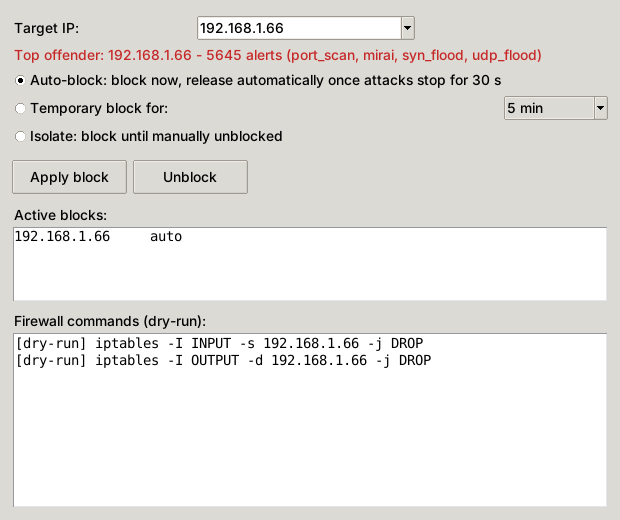 Target IP: 192.168.1.66
Top offender: 192.168.1.66 - 5645 alerts (port_scan, mirai, syn_flood, udp_flood)
Auto-block: block now, release automatically once attacks stop for 30 s
Temporary block for: 5 min
Isolate: block until manually unblocked
Apply block Unblock
Active blocks:
192.168.1.66 auto
Firewall commands (dry-run):
[dry-run] iptables -I INPUT -s 192.168.1.66 -j DROP
[dry-run] iptables -I OUTPUT -d 192.168.1.66 -j DROP